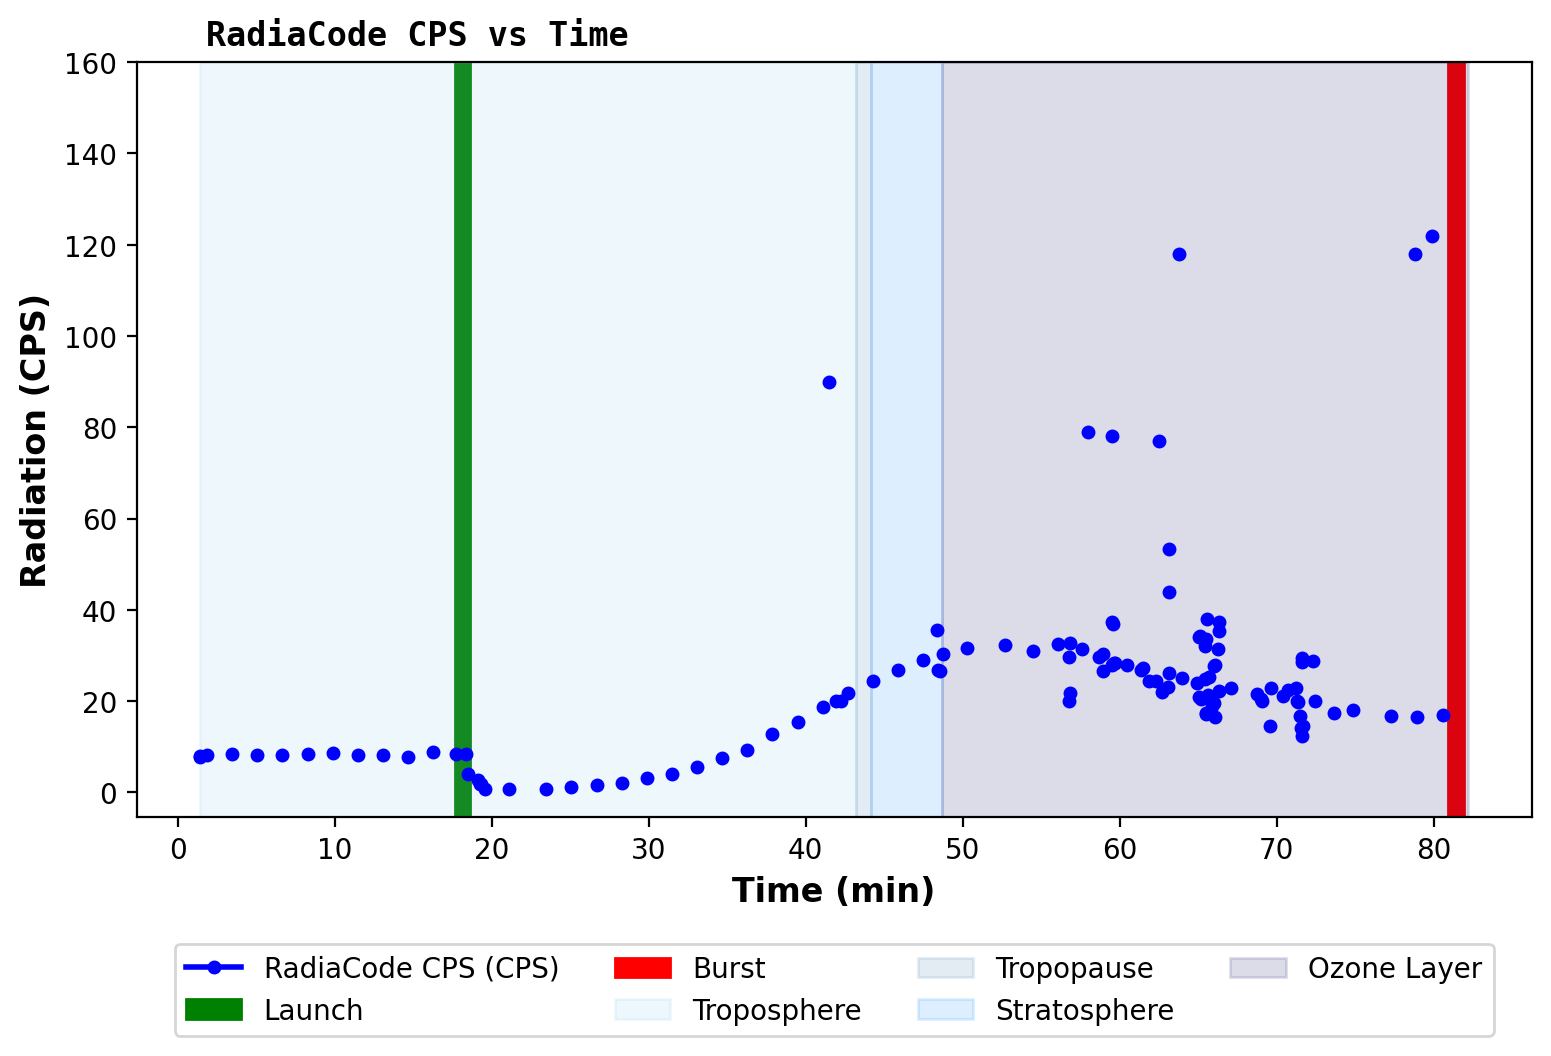 RadiaCode CPS vs Time
160
140
120
100
80
60
40
20
0
Radiation (CPS)
0 10 20 30 40 50 60 70 80
Time (min)
RadiaCode CPS (CPS) Burst Tropopause Ozone Layer
Launch Troposphere Stratosphere